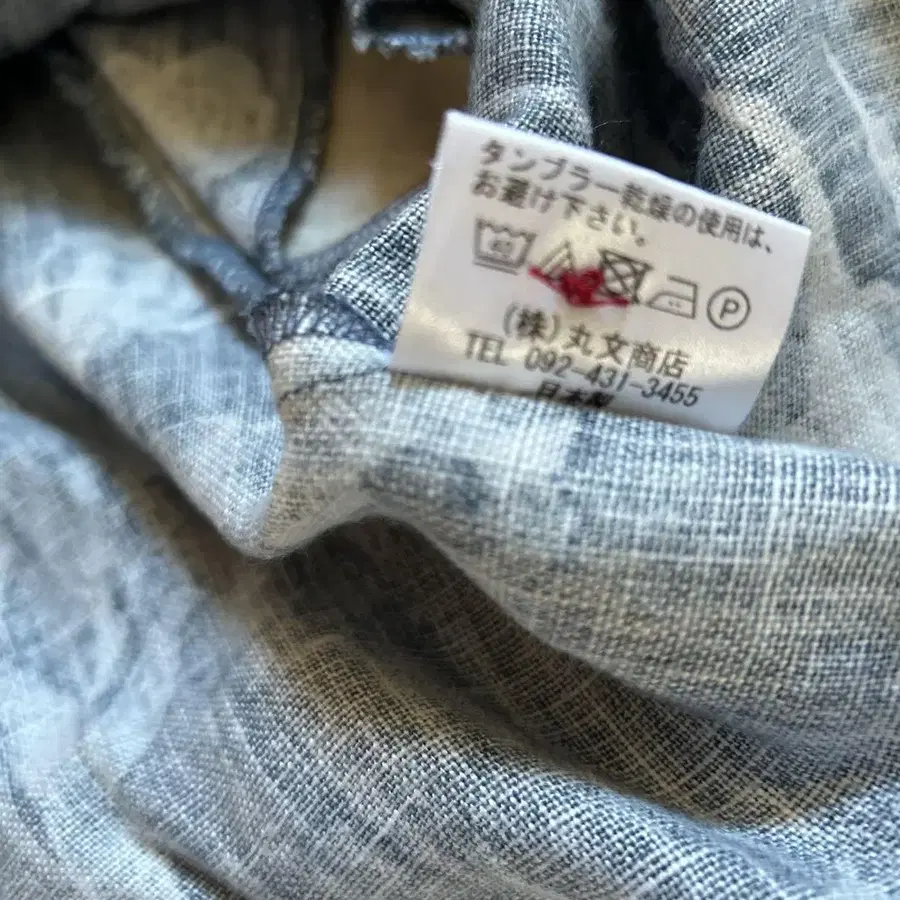 タンブラー乾燥の使用は、
お避け下さい。
40
P
(株)丸文商店
TEL 092-431-3455
日本製